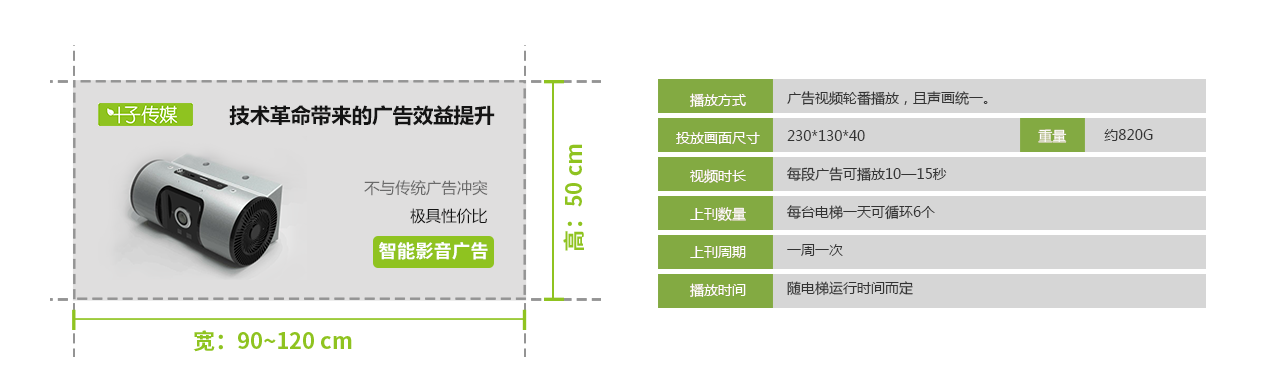 叶子传媒
技术革命带来的广告效益提升
不与传统广告冲突
极具性价比
智能影音广告
高：50 cm
宽：90~120 cm
播放方式 广告视频轮番播放，且声画统一。
投放画面尺寸 230*130*40 重量 约820G
视频时长 每段广告可播放10—15秒
上刊数量 每台电梯一天可循环6个
上刊周期 一周一次
播放时间 随电梯运行时间而定